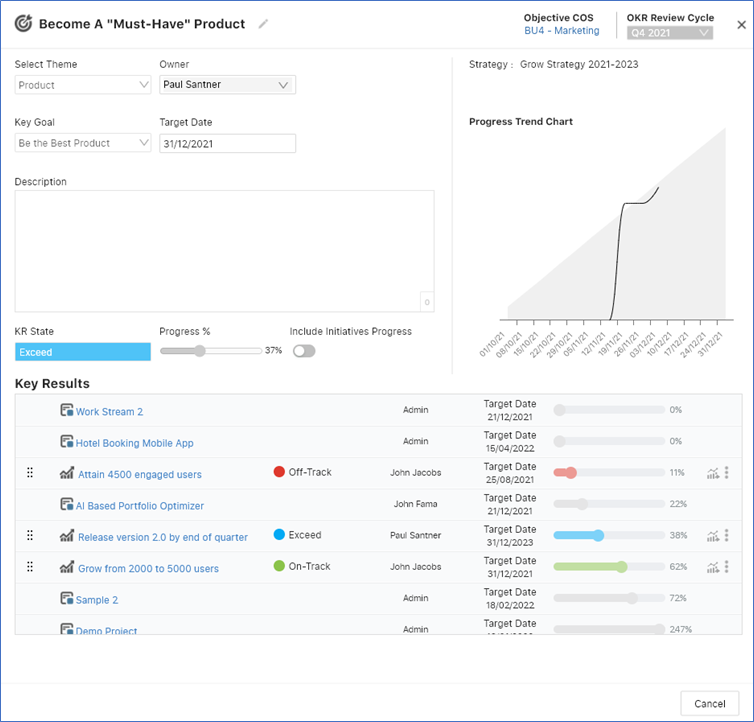 Become A "Must-Have" Product
Objective COS
BU4 - Marketing
OKR Review Cycle
Q4 2021
Select Theme
Owner
Product
Paul Santner
Key Goal
Target Date
Be the Best Product
31/12/2021
Description
0
KR State
Progress %
Include Initiatives Progress
Exceed
37%
Strategy : Grow Strategy 2021-2023
Progress Trend Chart
01/10/21
08/10/21
15/10/21
22/10/21
29/10/21
05/11/21
12/11/21
19/11/21
26/11/21
03/12/21
10/12/21
17/12/21
24/12/21
31/12/21
Key Results
Work Stream 2 Admin Target Date 0%
21/12/2021
Hotel Booking Mobile App Admin Target Date 0%
15/04/2022
Attain 4500 engaged users Off-Track John Jacobs Target Date 11%
25/08/2021
AI Based Portfolio Optimizer John Fama Target Date 22%
21/12/2021
Release version 2.0 by end of quarter Exceed Paul Santner Target Date 38%
31/12/2023
Grow from 2000 to 5000 users On-Track John Jacobs Target Date 62%
31/12/2021
Sample 2 Admin Target Date 72%
18/02/2022
Demo Project Admin Target Date 247%
Cancel